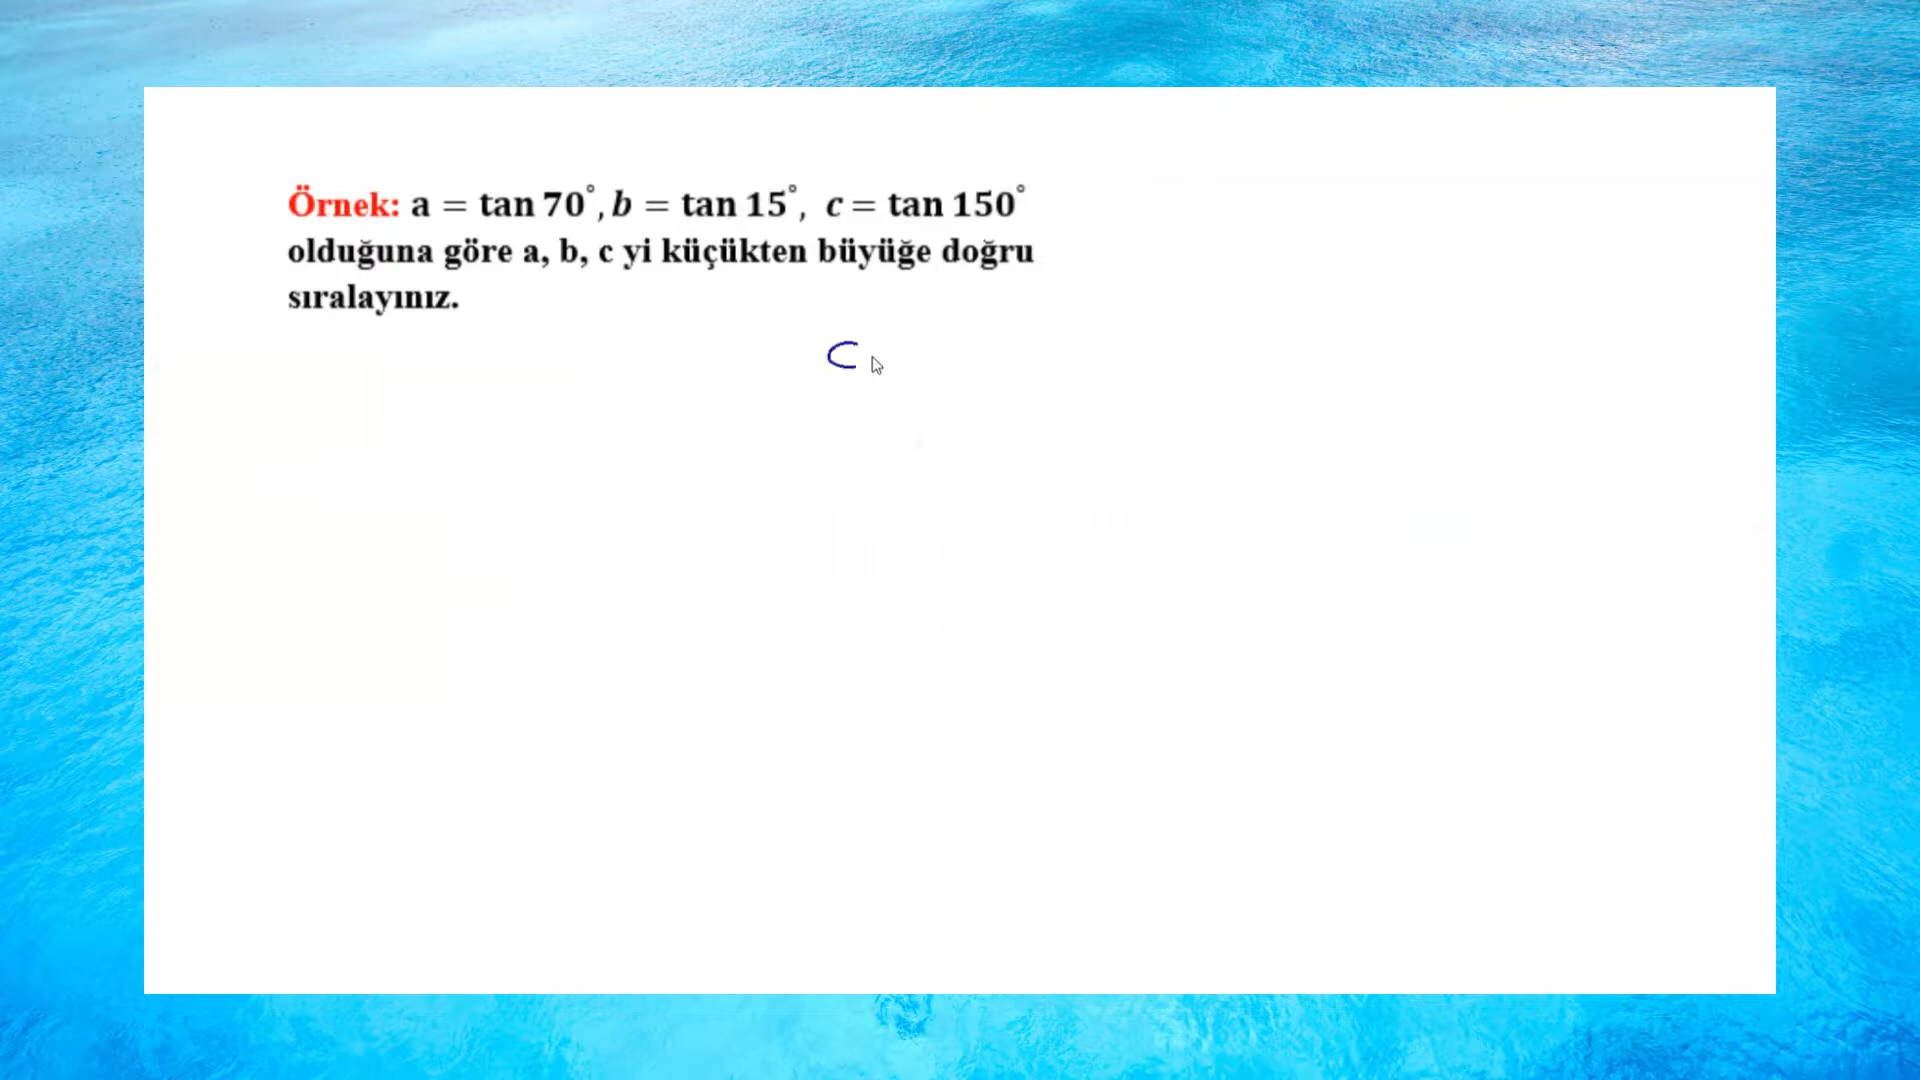 Örnek: a = tan 70°, b = tan 15°, c = tan 150°
olduğuna göre a, b, c yi küçükten büyüğe doğru
sıralayınız.
C